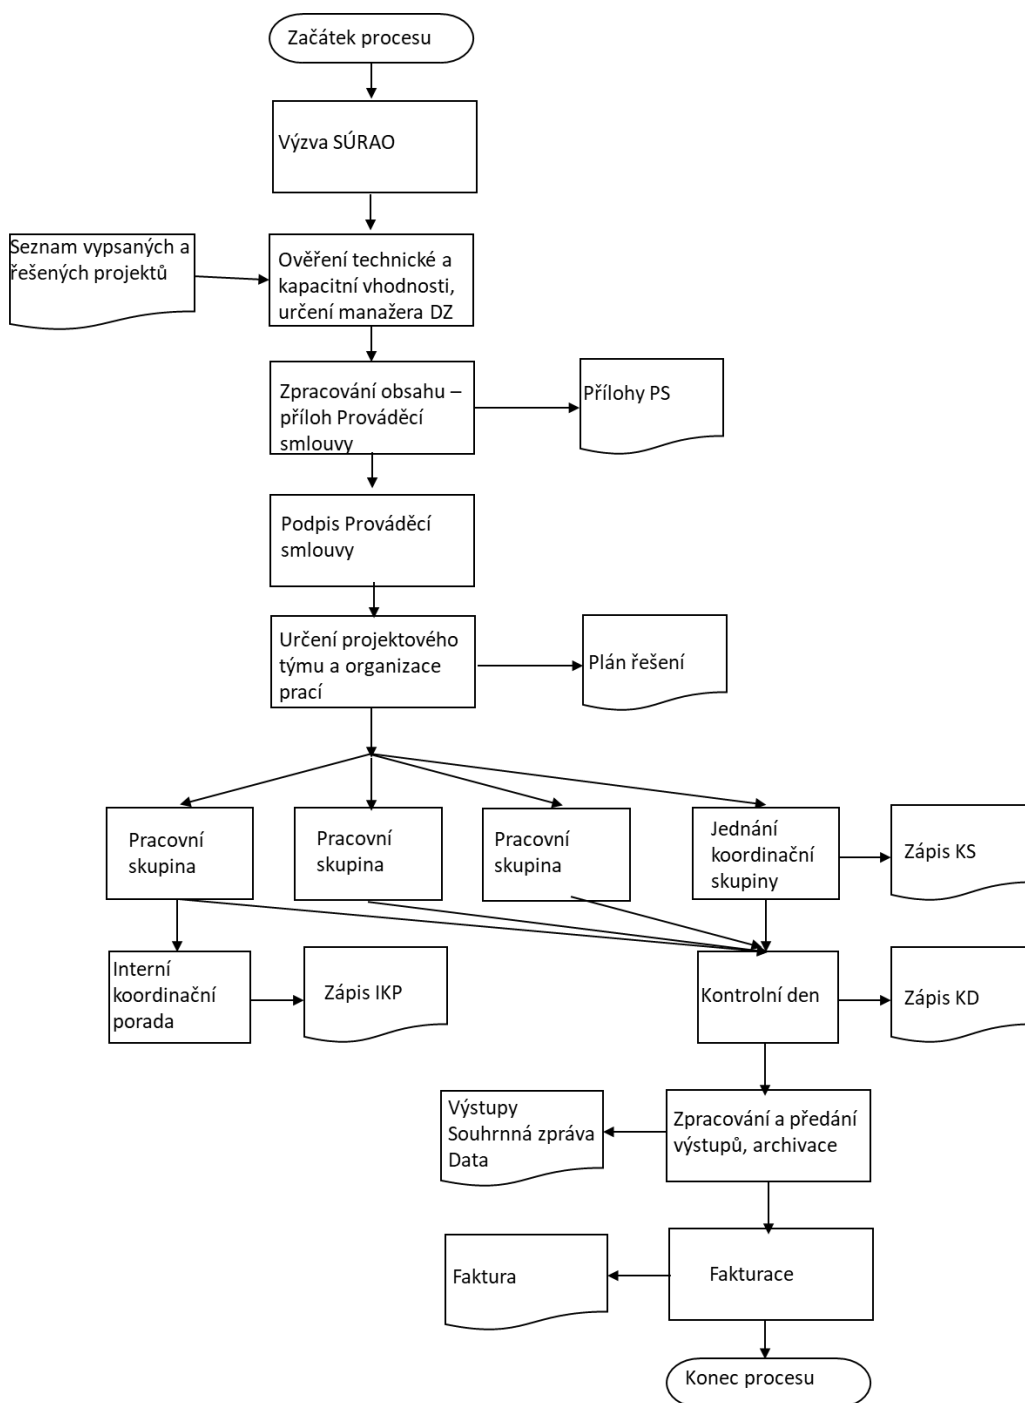 Začátek procesu
Výzva SÚRAO
Seznam vypsaných a
řešených projektů
Ověření technické a
kapacitní vhodnosti,
určení manažera DZ
Zpracování obsahu –
příloh Prováděcí
smlouvy
Přílohy PS
Podpis Prováděcí
smlouvy
Určení projektového
týmu a organizace
prací
Plán řešení
Pracovní
skupina
Pracovní
skupina
Pracovní
skupina
Jednání
koordinační
skupiny
Zápis KS
Interní
koordinační
porada
Zápis IKP
Kontrolní den
Zápis KD
Výstupy
Souhrnná zpráva
Data
Zpracování a předání
výstupů, archivace
Faktura
Fakturace
Konec procesu